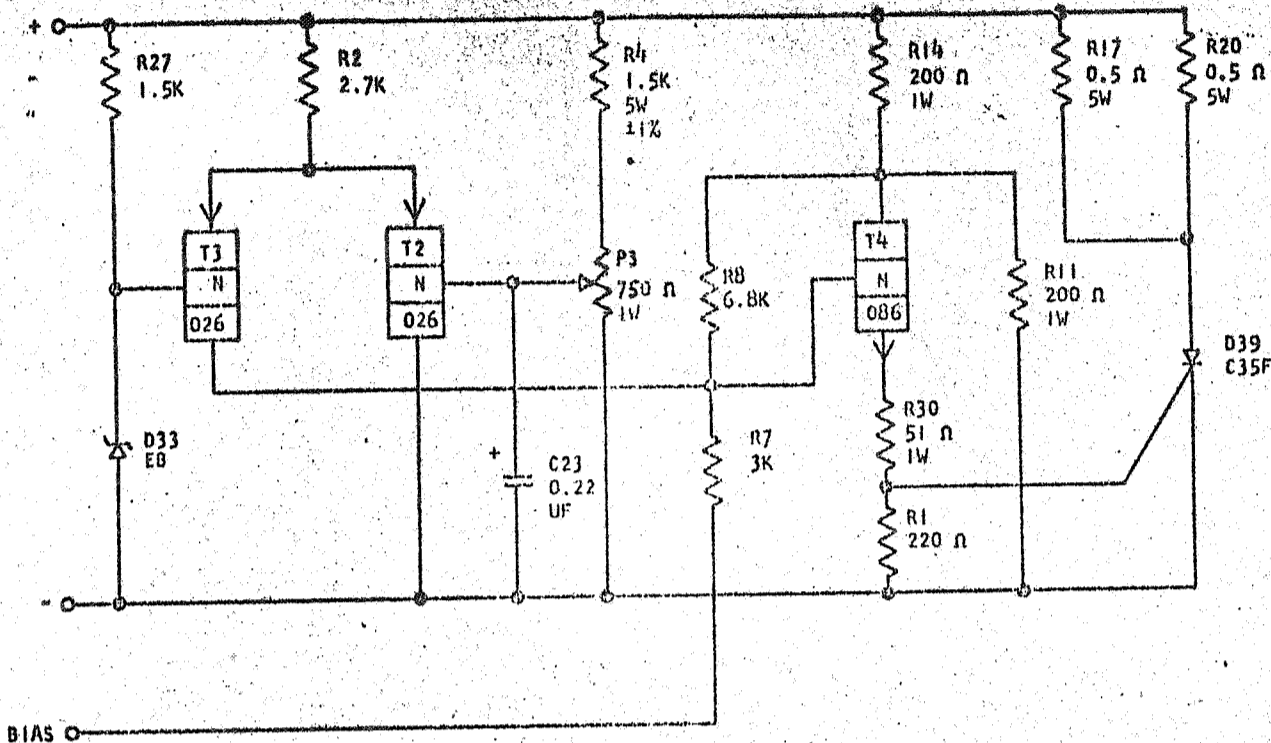 +
R27
1.5K
R2
2.7K
R4
1.5K
5W
±1%
R14
200 Ω
1W
R17
0.5 Ω
5W
R20
0.5 Ω
5W
T3
N
026
T2
N
026
P3
750 Ω
1W
R8
6.8K
T4
N
086
R11
200 Ω
1W
D39
C35F
D33
EB
+
C23
0.22
UF
R7
3K
R30
51 Ω
1W
R1
220 Ω
-
BIAS